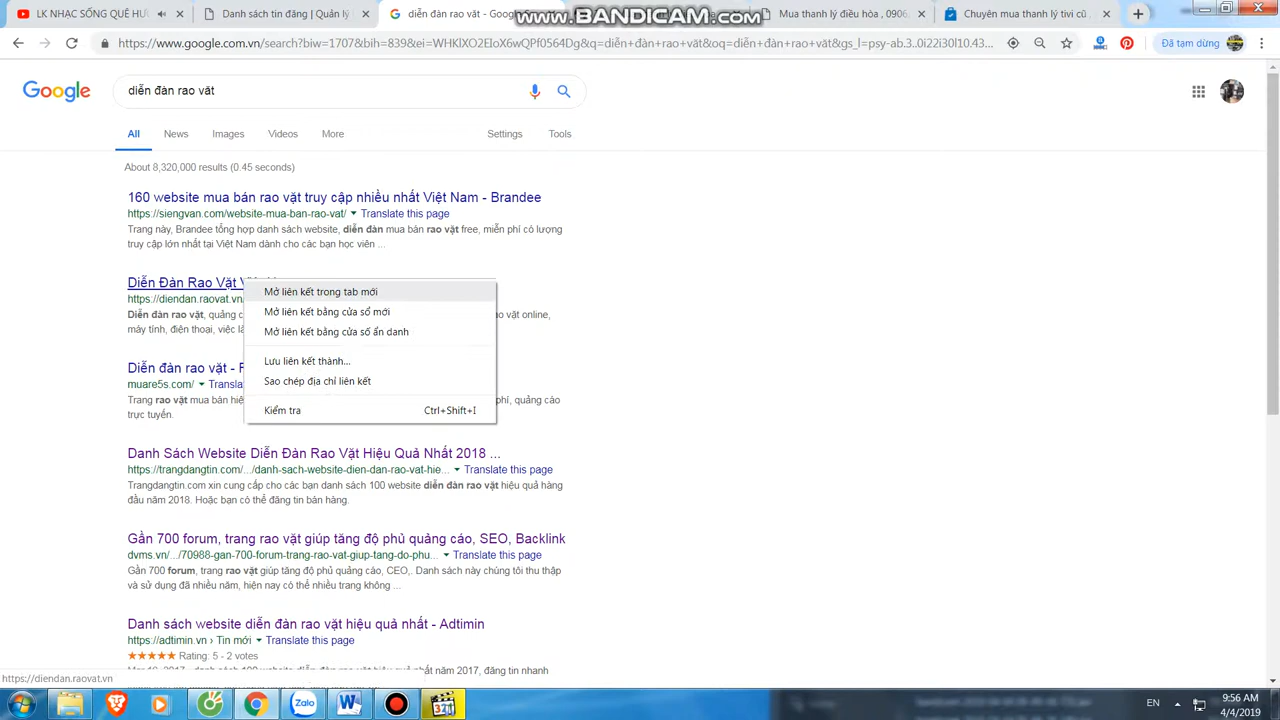 LK NHẠC SỐNG QUÊ HƯ
Danh sách tin đăng | Quản lý
diễn đàn rao vât - Goog
Mua thanh lý điều hòa , 0906
Chuyên mua thanh lý tivi cũ
www.BANDICAM.com
https://www.google.com.vn/search?biw=1707&bih=839&ei=WHKlXO2EIoX6wQPf0564Dg&q=diễn+đàn+rao+vât&oq=diễn+đàn+rao+vât&gs_l=psy-ab.3..0i22i30l10.43...
Đã tạm dừng
Google
diễn đàn rao vât
All
News
Images
Videos
More
Settings
Tools
About 8,320,000 results (0.45 seconds)
160 website mua bán rao vặt truy cập nhiều nhất Việt Nam - Brandee
https://siengvan.com/website-mua-ban-rao-vat/ Translate this page
Trang này, Brandee tổng hợp danh sách website, diễn đàn mua bán rao vặt free, miễn phí có lượng
truy cập lớn nhất tại Việt Nam dành cho các bạn học viên ...
Diễn Đàn Rao Vặt V
https://diendan.raovat.vn/
Diễn đàn rao vặt, quảng c
vặt online,
máy tính, điện thoại, việc là
Mở liên kết trong tab mới
Mở liên kết bằng cửa sổ mới
Mở liên kết bằng cửa sổ ẩn danh
Lưu liên kết thành...
Sao chép địa chỉ liên kết
Kiểm tra Ctrl+Shift+I
Diễn đàn rao vặt - F
muare5s.com/ Transla
Trang rao vặt mua bán hiệ
phí, quảng cáo
trực tuyến.
Danh Sách Website Diễn Đàn Rao Vặt Hiệu Quả Nhất 2018 ...
https://trangdangtin.com/.../danh-sach-website-dien-dan-rao-vat-hie... Translate this page
Trangdangtin.com xin cung cấp cho các bạn danh sách 100 website diễn đàn rao vặt hiệu quả hàng
đầu năm 2018. Hoặc bạn có thể đăng tin bán hàng.
Gần 700 forum, trang rao vặt giúp tăng độ phủ quảng cáo, SEO, Backlink
dvms.vn/.../70988-gan-700-forum-trang-rao-vat-giup-tang-do-phu... Translate this page
Gần 700 forum, trang rao vặt giúp tăng độ phủ quảng cáo, CEO,. Danh sách này chúng tôi thu thập
và sử dụng đã nhiều năm, hiện nay có thể nhiều trang không ...
Danh sách website diễn đàn rao vặt hiệu quả nhất - Adtimin
https://adtimin.vn › Tin mới Translate this page
Rating: 5 - 2 votes
https://diendan.raovat.vn
Zalo
EN
9:56 AM
4/4/2019